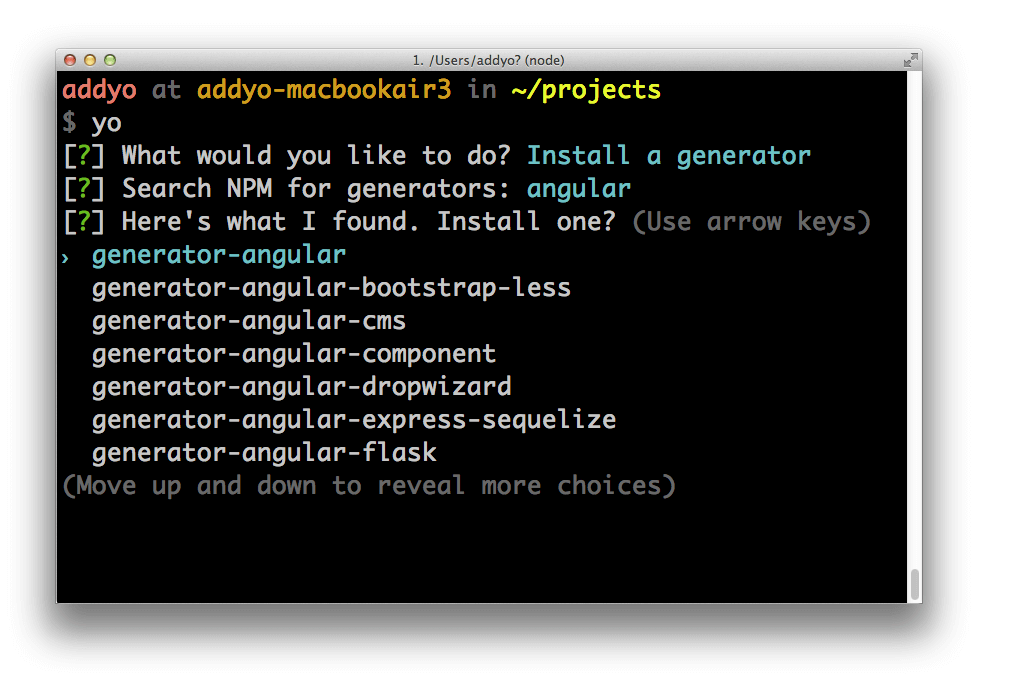 1. /Users/addyo? (node)
addyo at addyo-macbookair3 in ~/projects
$ yo
[?] What would you like to do? Install a generator
[?] Search NPM for generators: angular
[?] Here's what I found. Install one? (Use arrow keys)
› generator-angular
generator-angular-bootstrap-less
generator-angular-cms
generator-angular-component
generator-angular-dropwizard
generator-angular-express-sequelize
generator-angular-flask
(Move up and down to reveal more choices)